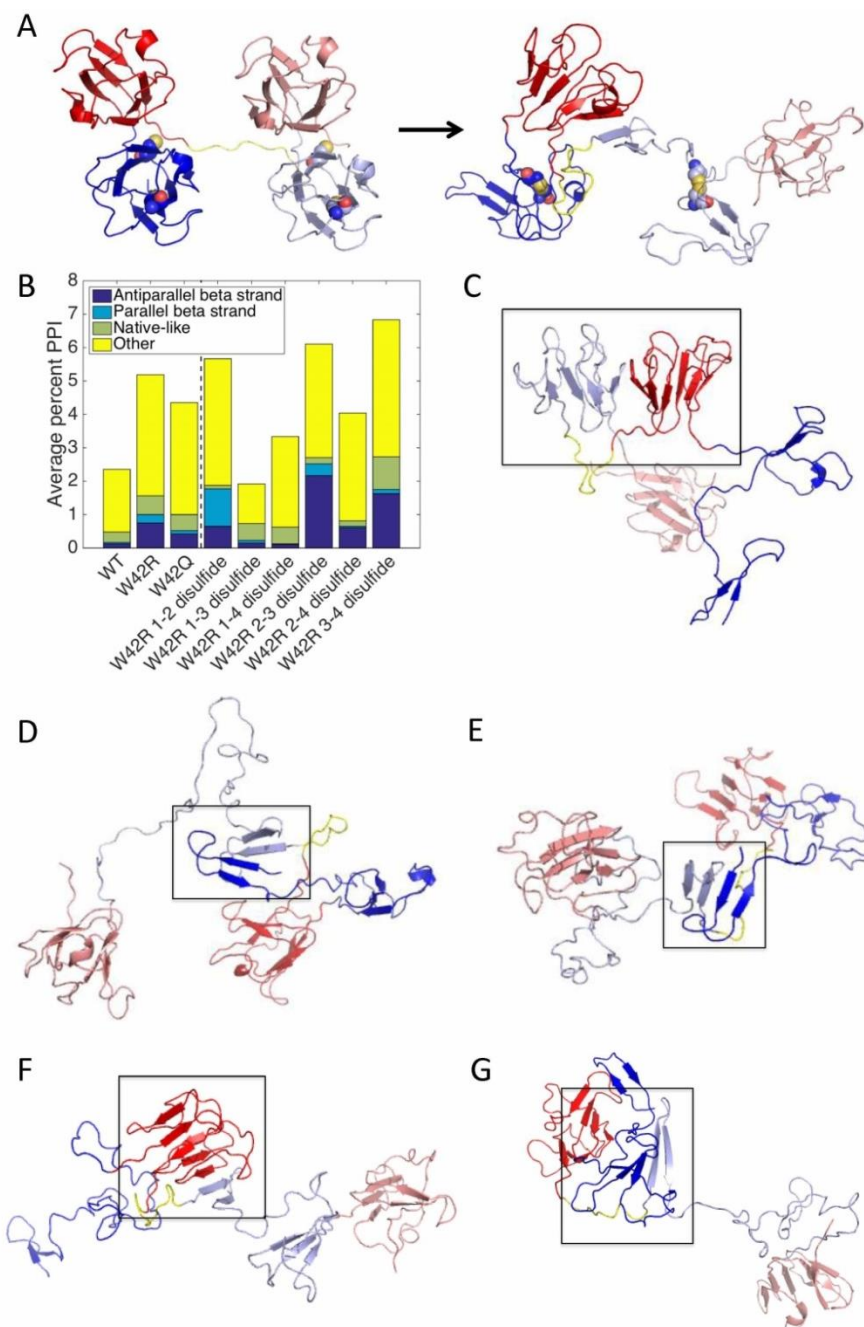 A
B
8
7
6
5
4
3
2
1
0
Average percent PPI
Antiparallel beta strand
Parallel beta strand
Native-like
Other
WT
W42R
W42Q
W42R 1-2 disulfide
W42R 1-3 disulfide
W42R 1-4 disulfide
W42R 2-3 disulfide
W42R 2-4 disulfide
W42R 3-4 disulfide
C
D
E
F
G